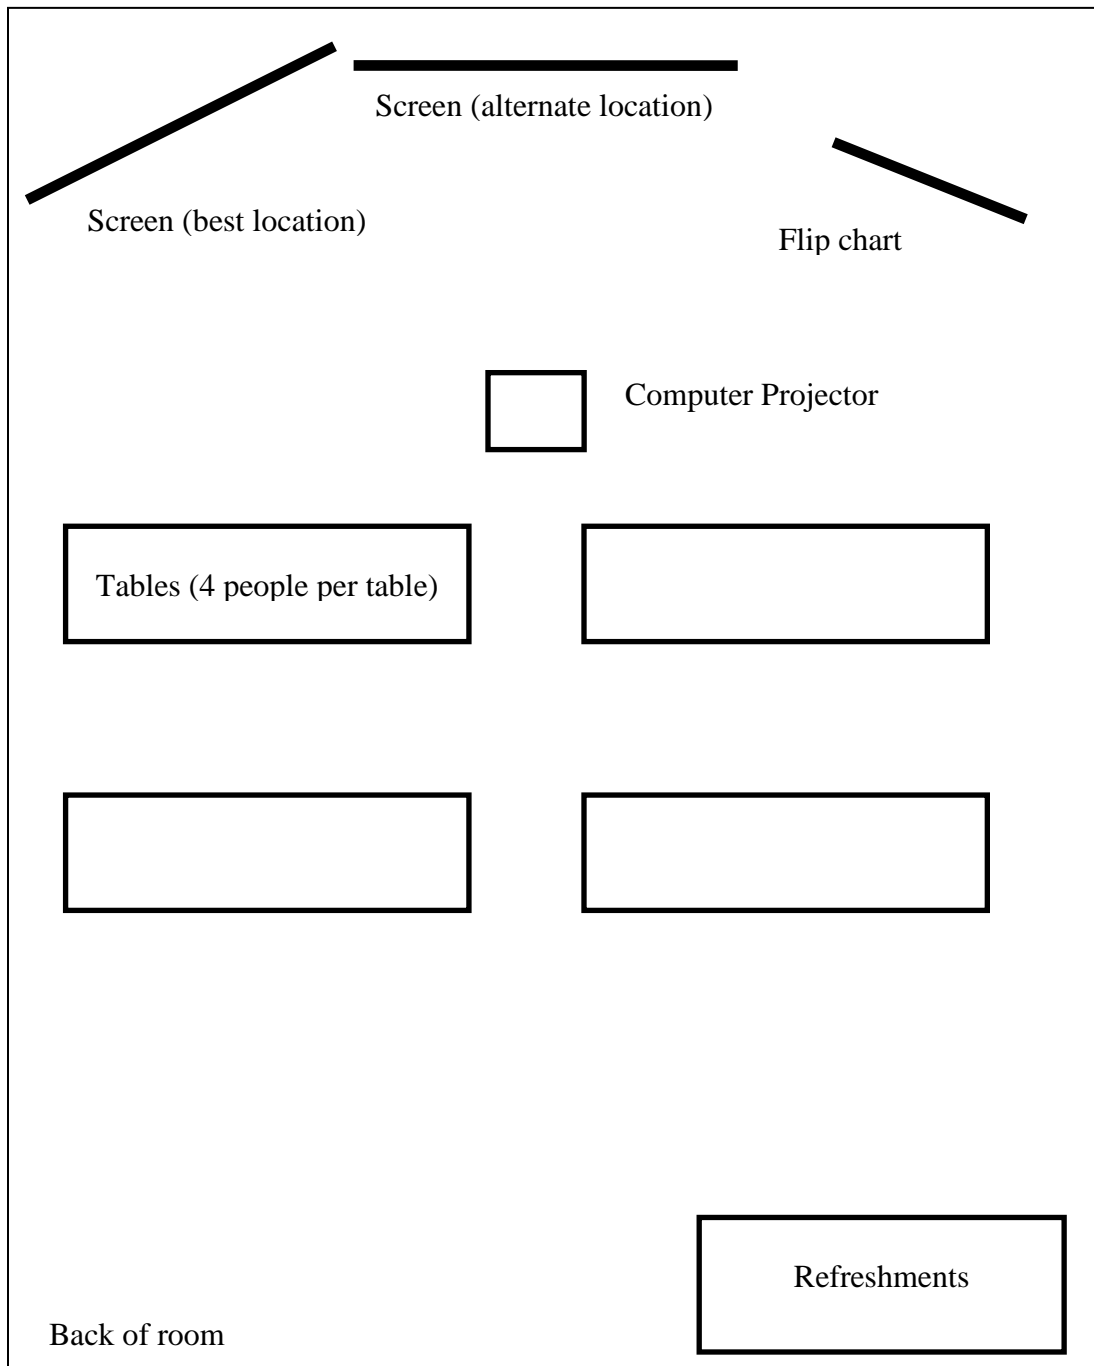 Screen (alternate location)
Screen (best location)
Flip chart
Computer Projector
Tables (4 people per table)
Refreshments
Back of room